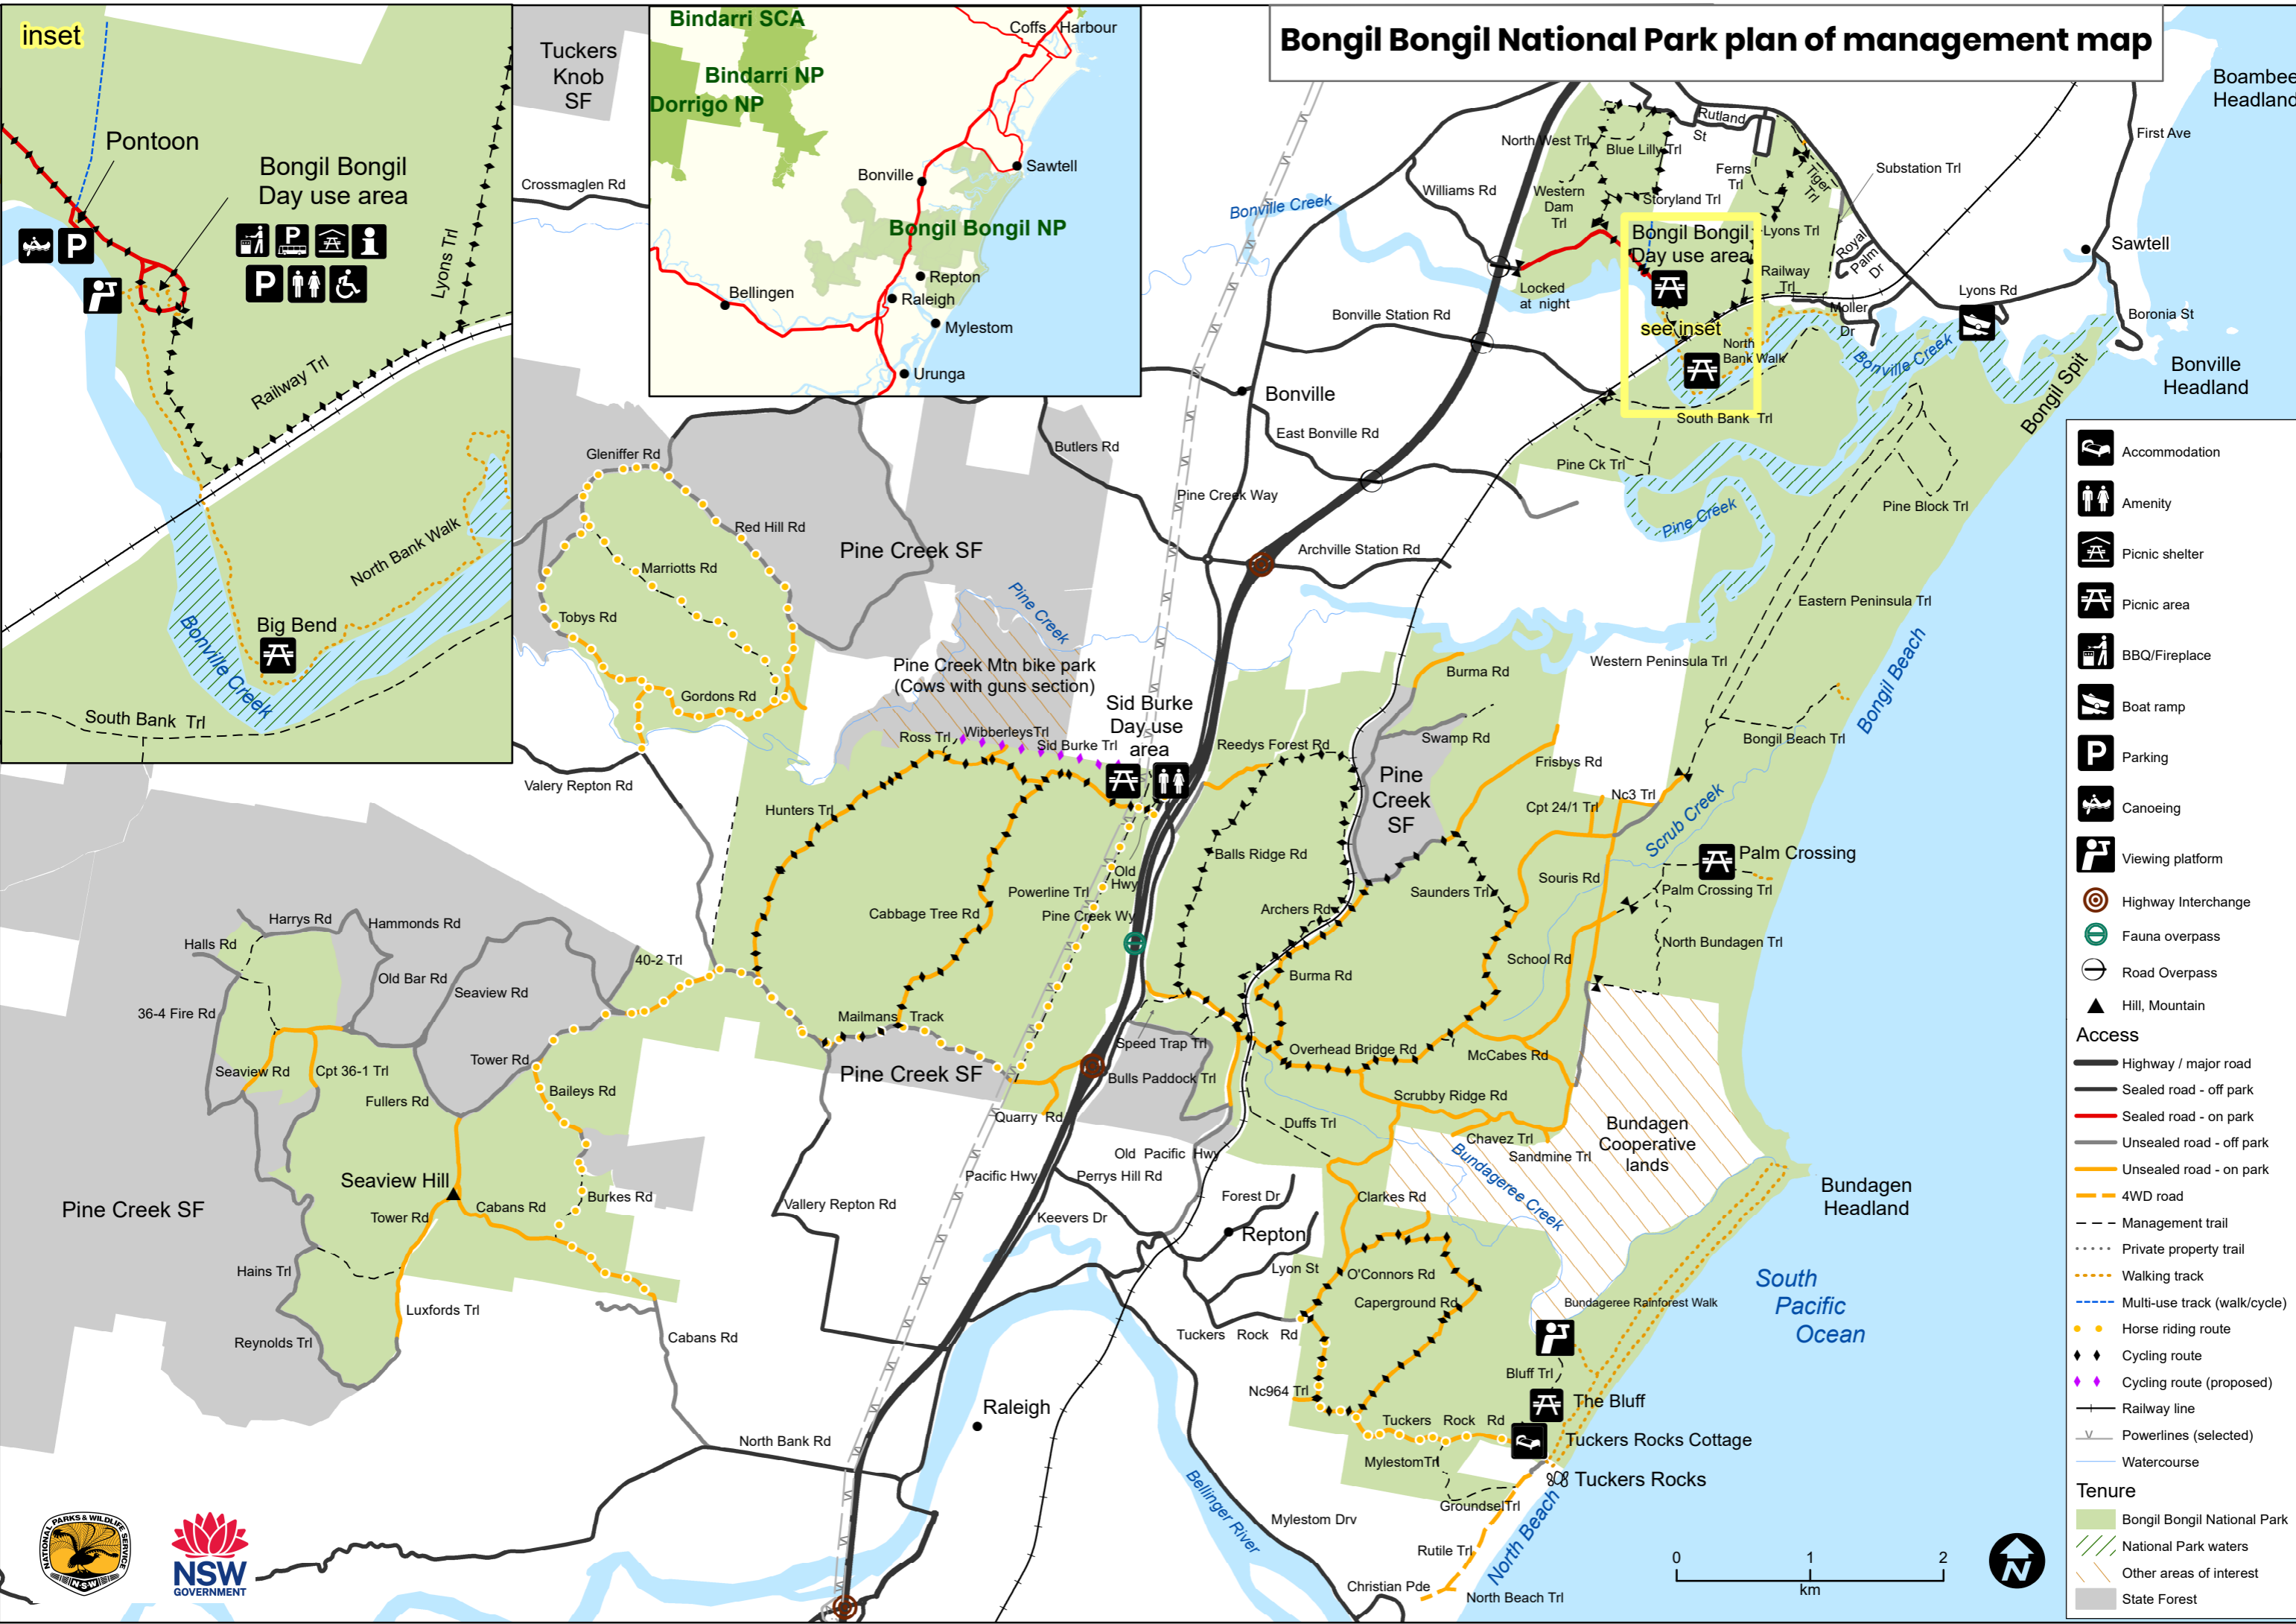 Bongil Bongil National Park plan of management map
inset
Pontoon
Bongil Bongil
Day use area
P
P
P
Lyons Trl
Railway Trl
North Bank Walk
Big Bend
Bonville Creek
South Bank Trl
Tuckers
Knob
SF
Crossmaglen Rd
Bindarri SCA
Bindarri NP
Dorrigo NP
Coffs Harbour
Sawtell
Bonville
Bongil Bongil NP
Repton
Raleigh
Mylestom
Bellingen
Urunga
Boambee
Headland
First Ave
Rutland
St
North West Trl
Blue Lilly Trl
Ferns
Trl
Tiger
Trl
Substation Trl
Williams Rd
Western
Dam
Trl
Storyland Trl
Bonville Creek
Bongil Bongil
Day use area
Lyons Trl
Royal
Palm
Dr
Sawtell
Railway
Trl
Locked
at night
Lyons Rd
Moller
Dr
Boronia St
Bonville Station Rd
see inset
North
Bank Walk
Bonville Creek
Bonville
Headland
Bongil Spit
South Bank Trl
Bonville
East Bonville Rd
Butlers Rd
Pine Ck Trl
Pine Creek Way
Pine Creek
Pine Block Trl
Gleniffer Rd
Red Hill Rd
Pine Creek SF
Archville Station Rd
Marriotts Rd
Tobys Rd
Pine Creek
Eastern Peninsula Trl
Pine Creek Mtn bike park
(Cows with guns section)
Burma Rd
Western Peninsula Trl
Bongil Beach
Gordons Rd
Sid Burke
Day use
area
Ross Trl
WibberleysTrl
Sid Burke Trl
Reedys Forest Rd
Swamp Rd
Bongil Beach Trl
Frisbys Rd
Valery Repton Rd
Pine
Creek
SF
Nc3 Trl
Cpt 24/1 Trl
Hunters Trl
Scrub Creek
Balls Ridge Rd
Palm Crossing
Old
Hwy
Powerline Trl
Souris Rd
Saunders Trl
Palm Crossing Trl
Cabbage Tree Rd
Pine Creek Wy
Archers Rd
Harrys Rd
Hammonds Rd
Halls Rd
North Bundagen Trl
40-2 Trl
School Rd
Old Bar Rd
Burma Rd
Seaview Rd
36-4 Fire Rd
Mailmans Track
Speed Trap Trl
Overhead Bridge Rd
McCabes Rd
Tower Rd
Seaview Rd
Cpt 36-1 Trl
Pine Creek SF
Bulls Paddock Trl
Baileys Rd
Fullers Rd
Scrubby Ridge Rd
Quarry Rd
Duffs Trl
Bundagen
Cooperative
lands
Chavez Trl
Sandmine Trl
Old Pacific Hwy
Pacific Hwy
Perrys Hill Rd
Bundageree Creek
Seaview Hill
Bundagen
Headland
Pine Creek SF
Burkes Rd
Forest Dr
Clarkes Rd
Cabans Rd
Vallery Repton Rd
Tower Rd
Keevers Dr
Repton
Hains Trl
Lyon St
O'Connors Rd
South
Pacific
Ocean
Caperground Rd
Bundageree Rainforest Walk
Luxfords Trl
Tuckers Rock Rd
Reynolds Trl
Cabans Rd
Bluff Trl
Nc964 Trl
The Bluff
Raleigh
Tuckers Rock Rd
Tuckers Rocks Cottage
North Bank Rd
MylestomTrl
Tuckers Rocks
GroundselTrl
Bellinger River
Mylestom Drv
North Beach
Rutile Trl
Christian Pde
North Beach Trl
0 1 2
km
N
NATIONAL PARKS & WILDLIFE SERVICE
N·S·W
NSW
GOVERNMENT
Accommodation
Amenity
Picnic shelter
Picnic area
BBQ/Fireplace
Boat ramp
P Parking
Canoeing
Viewing platform
Highway Interchange
Fauna overpass
Road Overpass
Hill, Mountain
Access
Highway / major road
Sealed road - off park
Sealed road - on park
Unsealed road - off park
Unsealed road - on park
4WD road
Management trail
Private property trail
Walking track
Multi-use track (walk/cycle)
Horse riding route
Cycling route
Cycling route (proposed)
Railway line
Powerlines (selected)
Watercourse
Tenure
Bongil Bongil National Park
National Park waters
Other areas of interest
State Forest